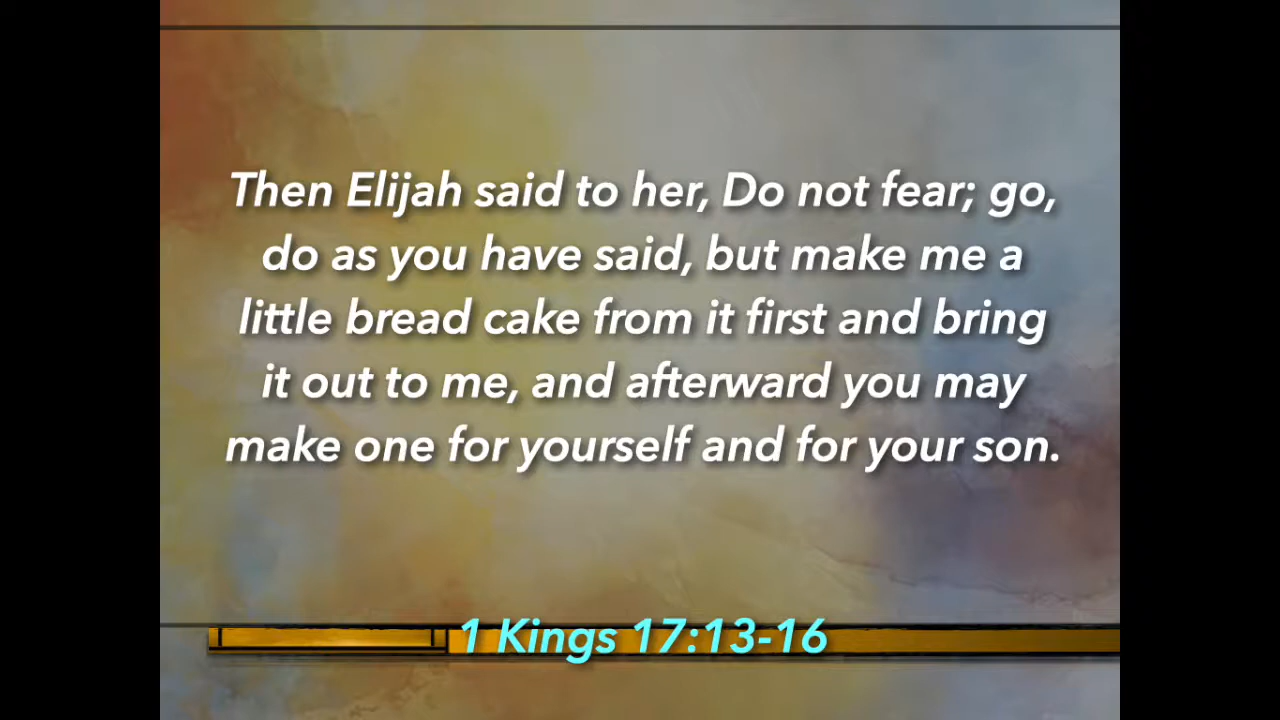 Then Elijah said to her, Do not fear; go,
do as you have said, but make me a
little bread cake from it first and bring
it out to me, and afterward you may
make one for yourself and for your son.
1 Kings 17:13-16